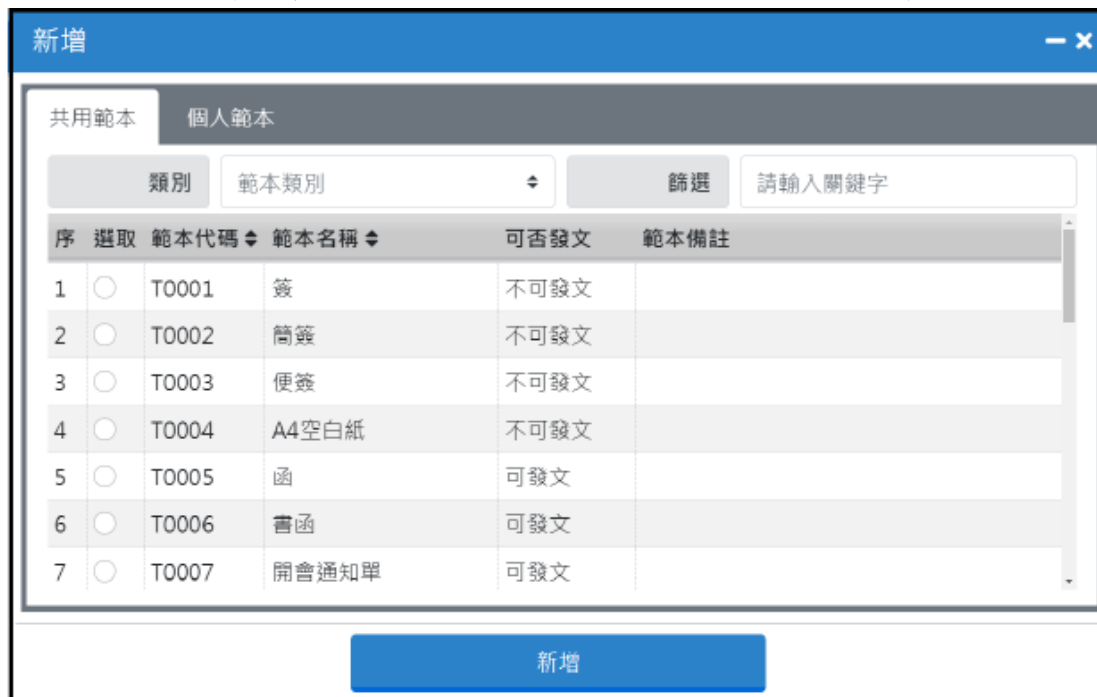 新增
共用範本 個人範本
類別 範本類別 篩選 請輸入關鍵字
序 選取 範本代碼 範本名稱 可否發文 範本備註
1 T0001 簽 不可發文
2 T0002 簡簽 不可發文
3 T0003 便簽 不可發文
4 T0004 A4空白紙 不可發文
5 T0005 函 可發文
6 T0006 書函 可發文
7 T0007 開會通知單 可發文
新增